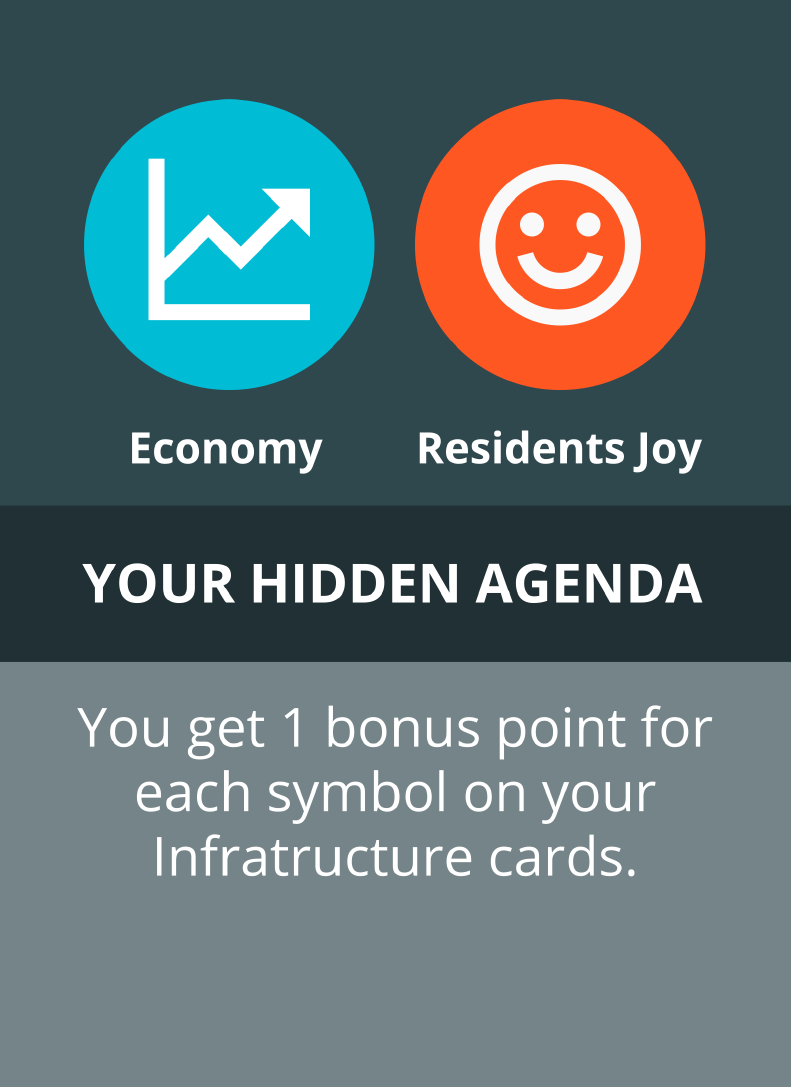 Economy
Residents Joy
YOUR HIDDEN AGENDA
You get 1 bonus point for
each symbol on your
Infratructure cards.